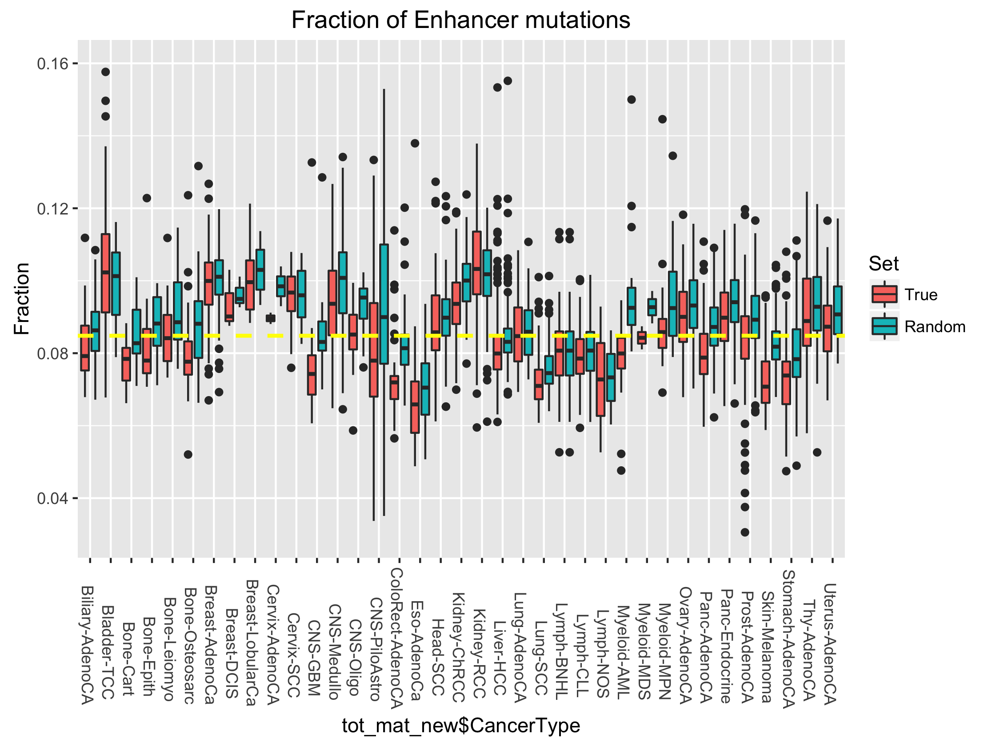 Fraction of Enhancer mutations
Fraction
0.16
0.12
0.08
0.04
Set
True
Random
Biliary-AdenoCA
Bladder-TCC
Bone-Cart
Bone-Epith
Bone-Leiomyo
Bone-Osteosarc
Breast-AdenoCa
Breast-DCIS
Breast-LobularCa
Cervix-AdenoCA
Cervix-SCC
CNS-GBM
CNS-Medullo
CNS-Oligo
CNS-PiloAstro
ColoRect-AdenoCA
Eso-AdenoCa
Head-SCC
Kidney-ChRCC
Kidney-RCC
Liver-HCC
Lung-AdenoCA
Lung-SCC
Lymph-BNHL
Lymph-CLL
Lymph-NOS
Myeloid-AML
Myeloid-MDS
Myeloid-MPN
Ovary-AdenoCA
Panc-AdenoCA
Panc-Endocrine
Prost-AdenoCA
Skin-Melanoma
Stomach-AdenoCA
Thy-AdenoCA
Uterus-AdenoCA
tot_mat_new$CancerType